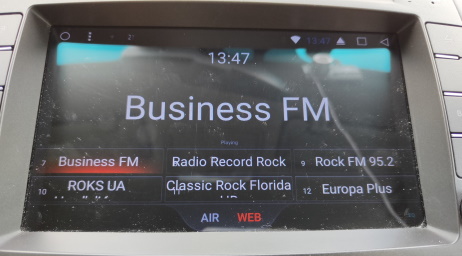 13:47
13:47
Business FM
Playing
7 Business FM
Radio Record Rock
9 Rock FM 95.2
10 ROKS UA
Classic Rock Florida
12 Europa Plus
AIR WEB